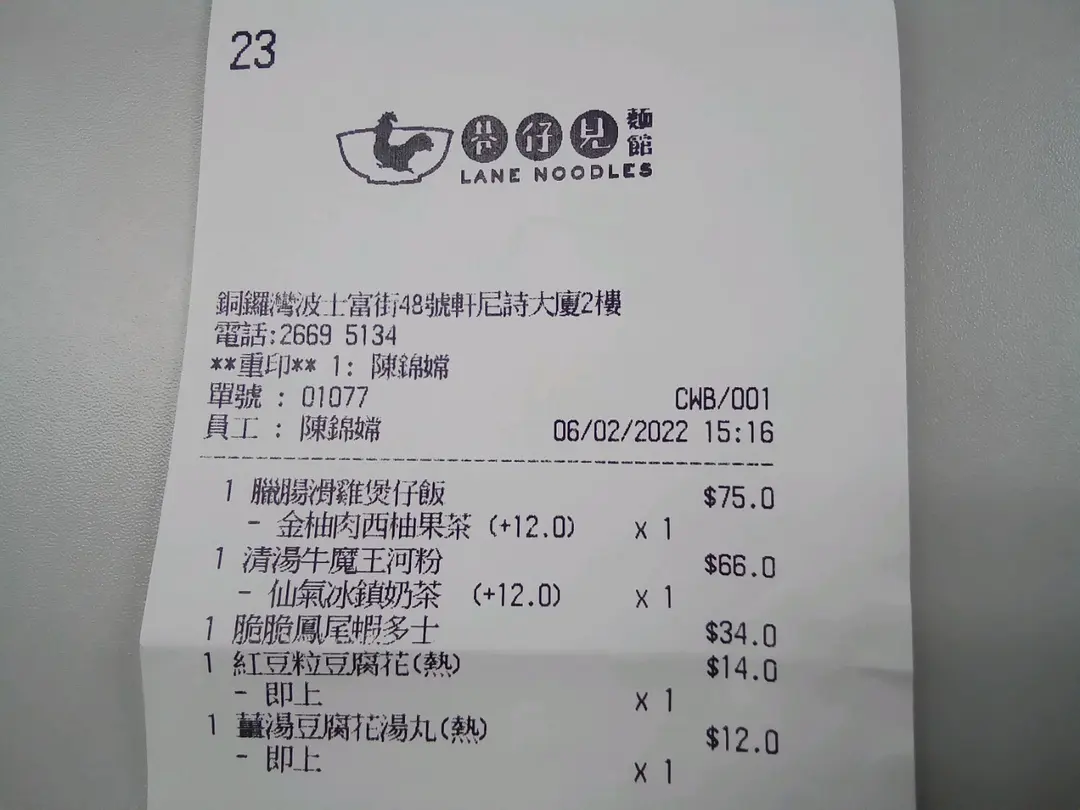 23
巷仔見麵館
LANE NOODLES
銅鑼灣波士富街48號軒尼詩大廈2樓
電話:2669 5134
**重印** 1: 陳錦嫦
單號 : 01077 CWB/001
員工 : 陳錦嫦 06/02/2022 15:16
1 臘腸滑雞煲仔飯 $75.0
- 金柚肉西柚果茶 (+12.0) x 1
1 清湯牛魔王河粉 $66.0
- 仙氣冰鎮奶茶 (+12.0) x 1
1 脆脆鳳尾蝦多士 $34.0
1 紅豆粒豆腐花(熱) $14.0
- 即上 x 1
1 薑湯豆腐花湯丸(熱) $12.0
- 即上 x 1